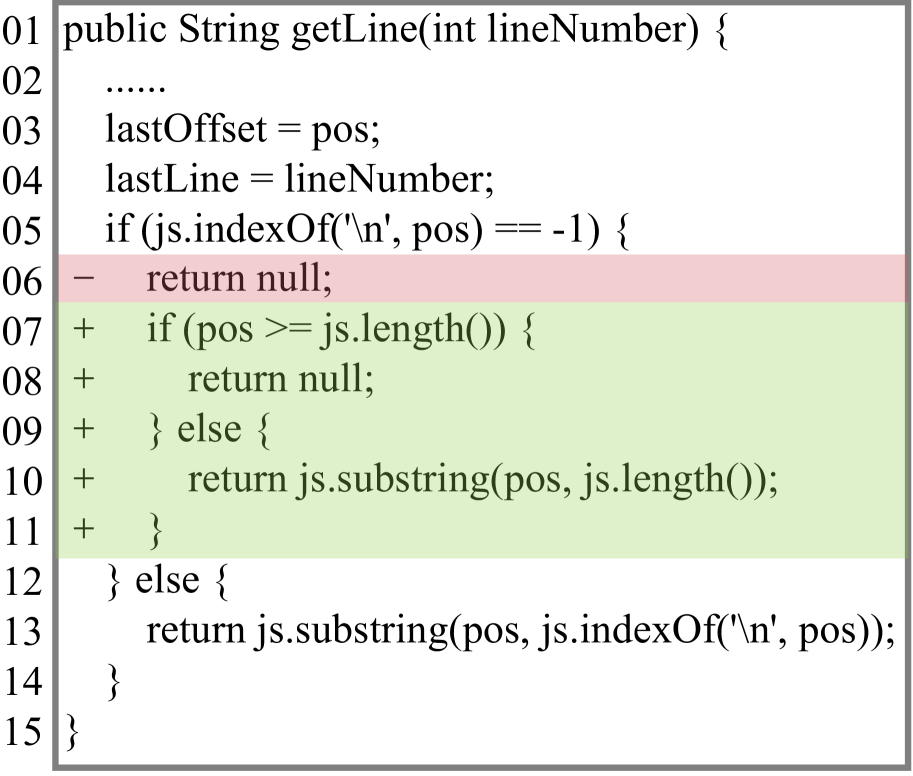 01 public String getLine(int lineNumber) {
02 ......
03 lastOffset = pos;
04 lastLine = lineNumber;
05 if (js.indexOf('\n', pos) == -1) {
06 − return null;
07 + if (pos >= js.length()) {
08 + return null;
09 + } else {
10 + return js.substring(pos, js.length());
11 + }
12 } else {
13 return js.substring(pos, js.indexOf('\n', pos));
14 }
15 }